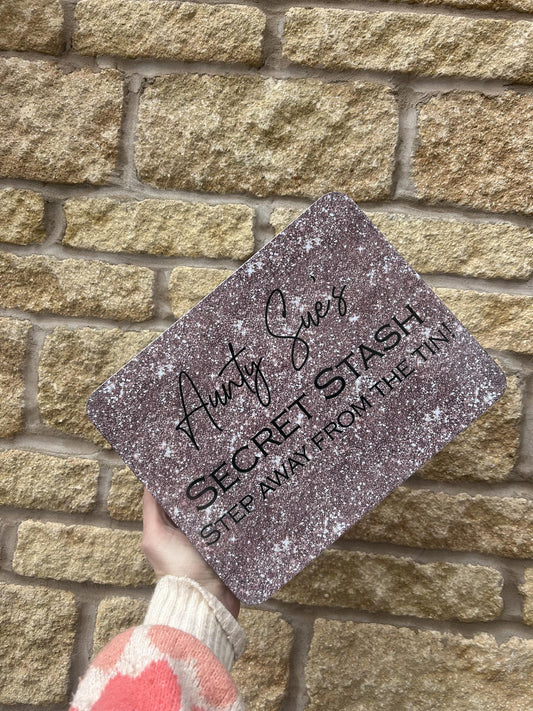 Aunty Sue's
Secret Stash
Step away from the tin!